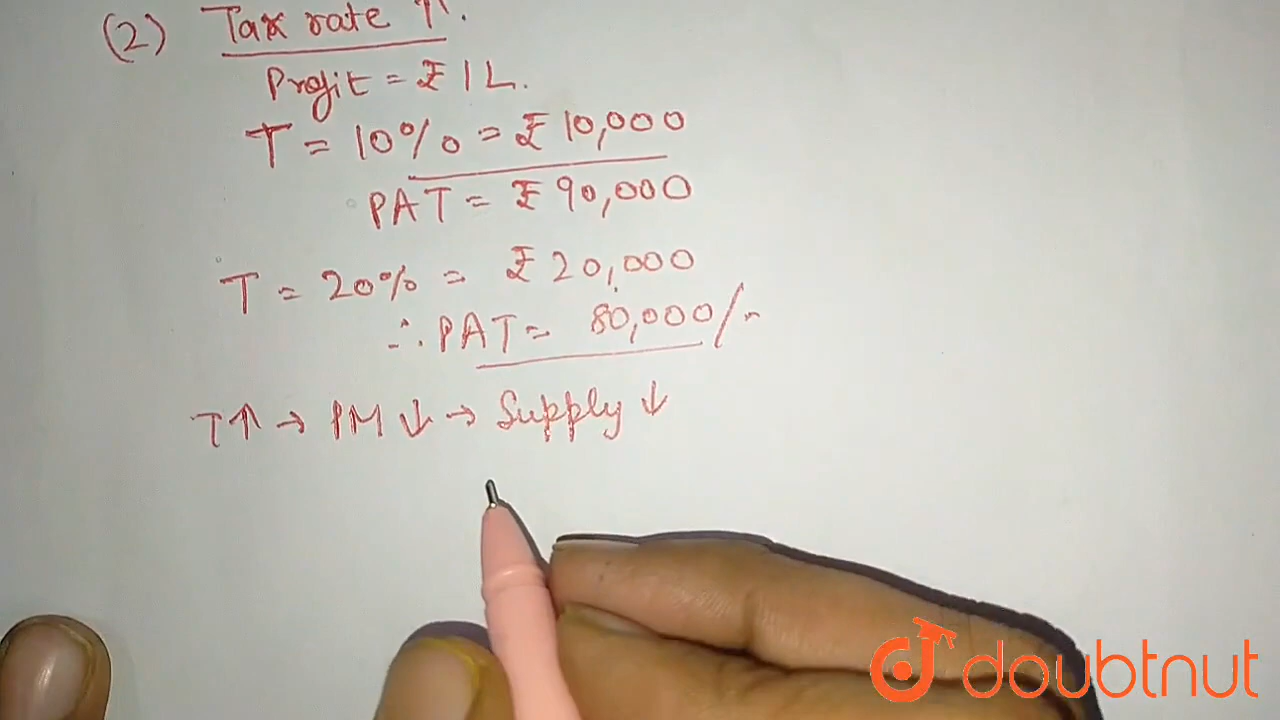 (2) Tax rate ↑.
Profit = ₹ 1 L.
T = 10% = ₹ 10,000
PAT = ₹ 90,000
T = 20% = ₹ 20,000
∴ PAT = 80,000/-
T↑ → PM ↓ → Supply ↓
doubtnut